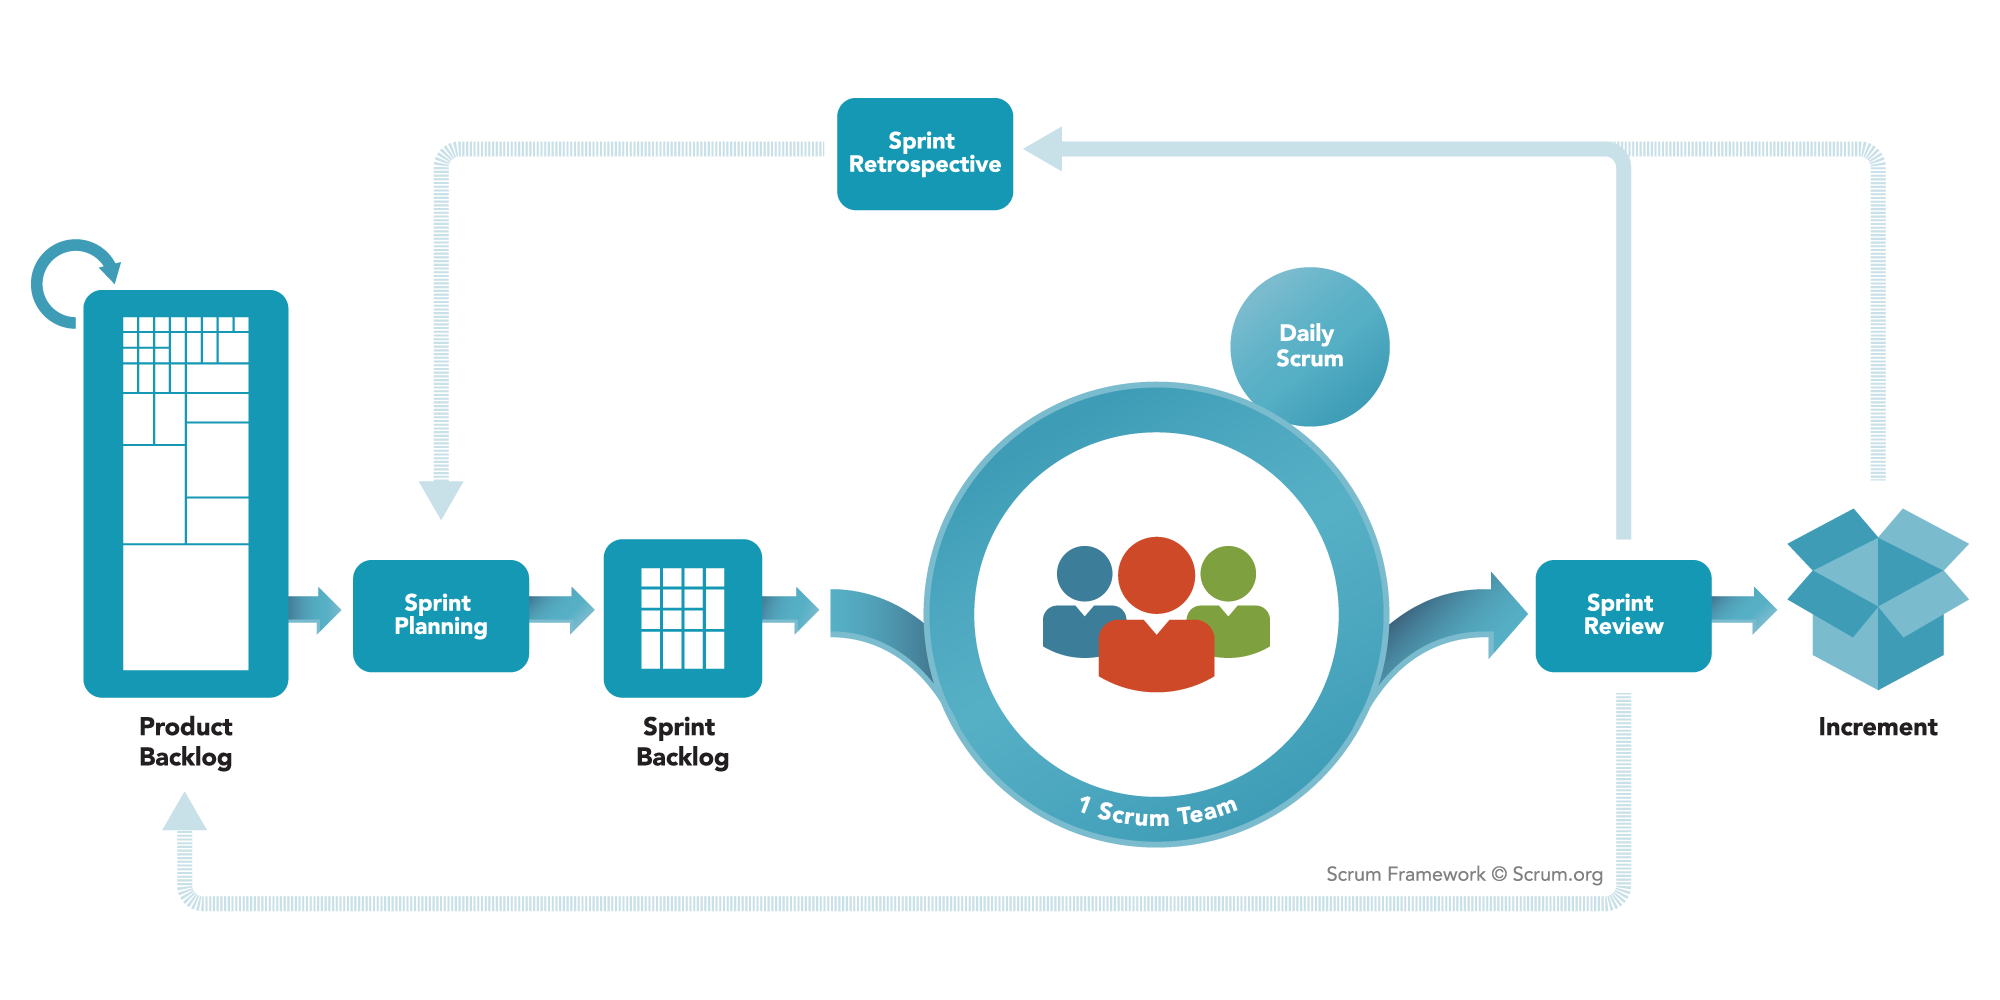 Sprint
Retrospective
Daily
Scrum
Sprint
Planning
Sprint
Review
Product
Backlog
Sprint
Backlog
Increment
1 Scrum Team
Scrum Framework © Scrum.org